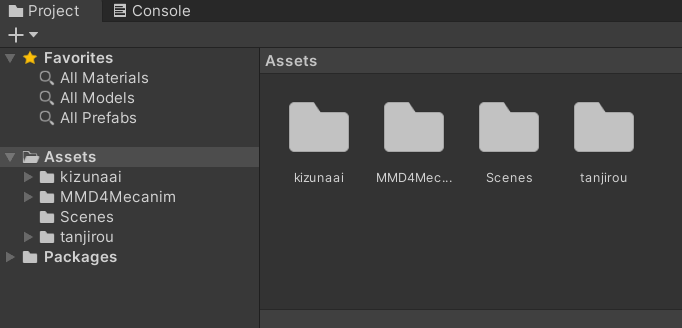 Project
Console
Favorites
All Materials
All Models
All Prefabs
Assets
kizunaai
MMD4Mecanim
Scenes
tanjirou
Packages
Assets
kizunaai
MMD4Mec...
Scenes
tanjirou